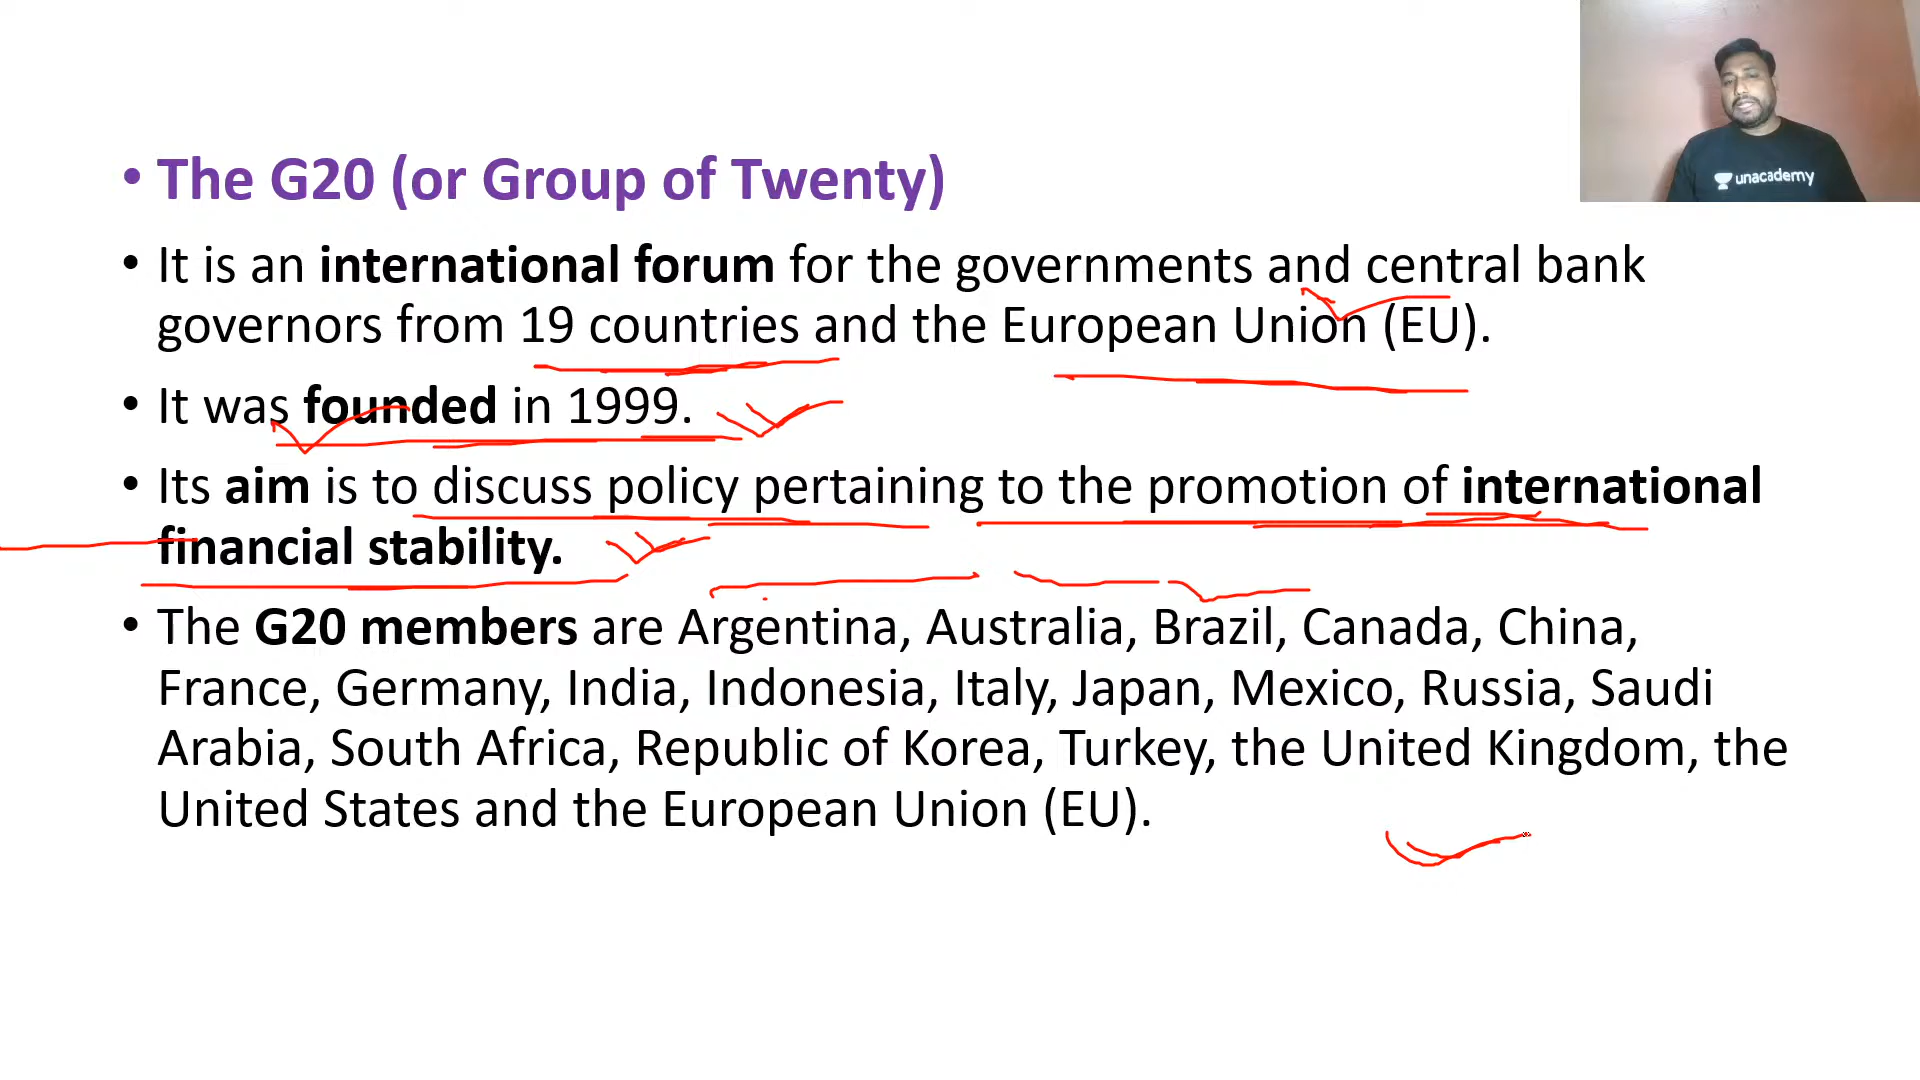 • The G20 (or Group of Twenty)
• It is an international forum for the governments and central bank
governors from 19 countries and the European Union (EU).
• It was founded in 1999.
• Its aim is to discuss policy pertaining to the promotion of international
financial stability.
• The G20 members are Argentina, Australia, Brazil, Canada, China,
France, Germany, India, Indonesia, Italy, Japan, Mexico, Russia, Saudi
Arabia, South Africa, Republic of Korea, Turkey, the United Kingdom, the
United States and the European Union (EU).
unacademy